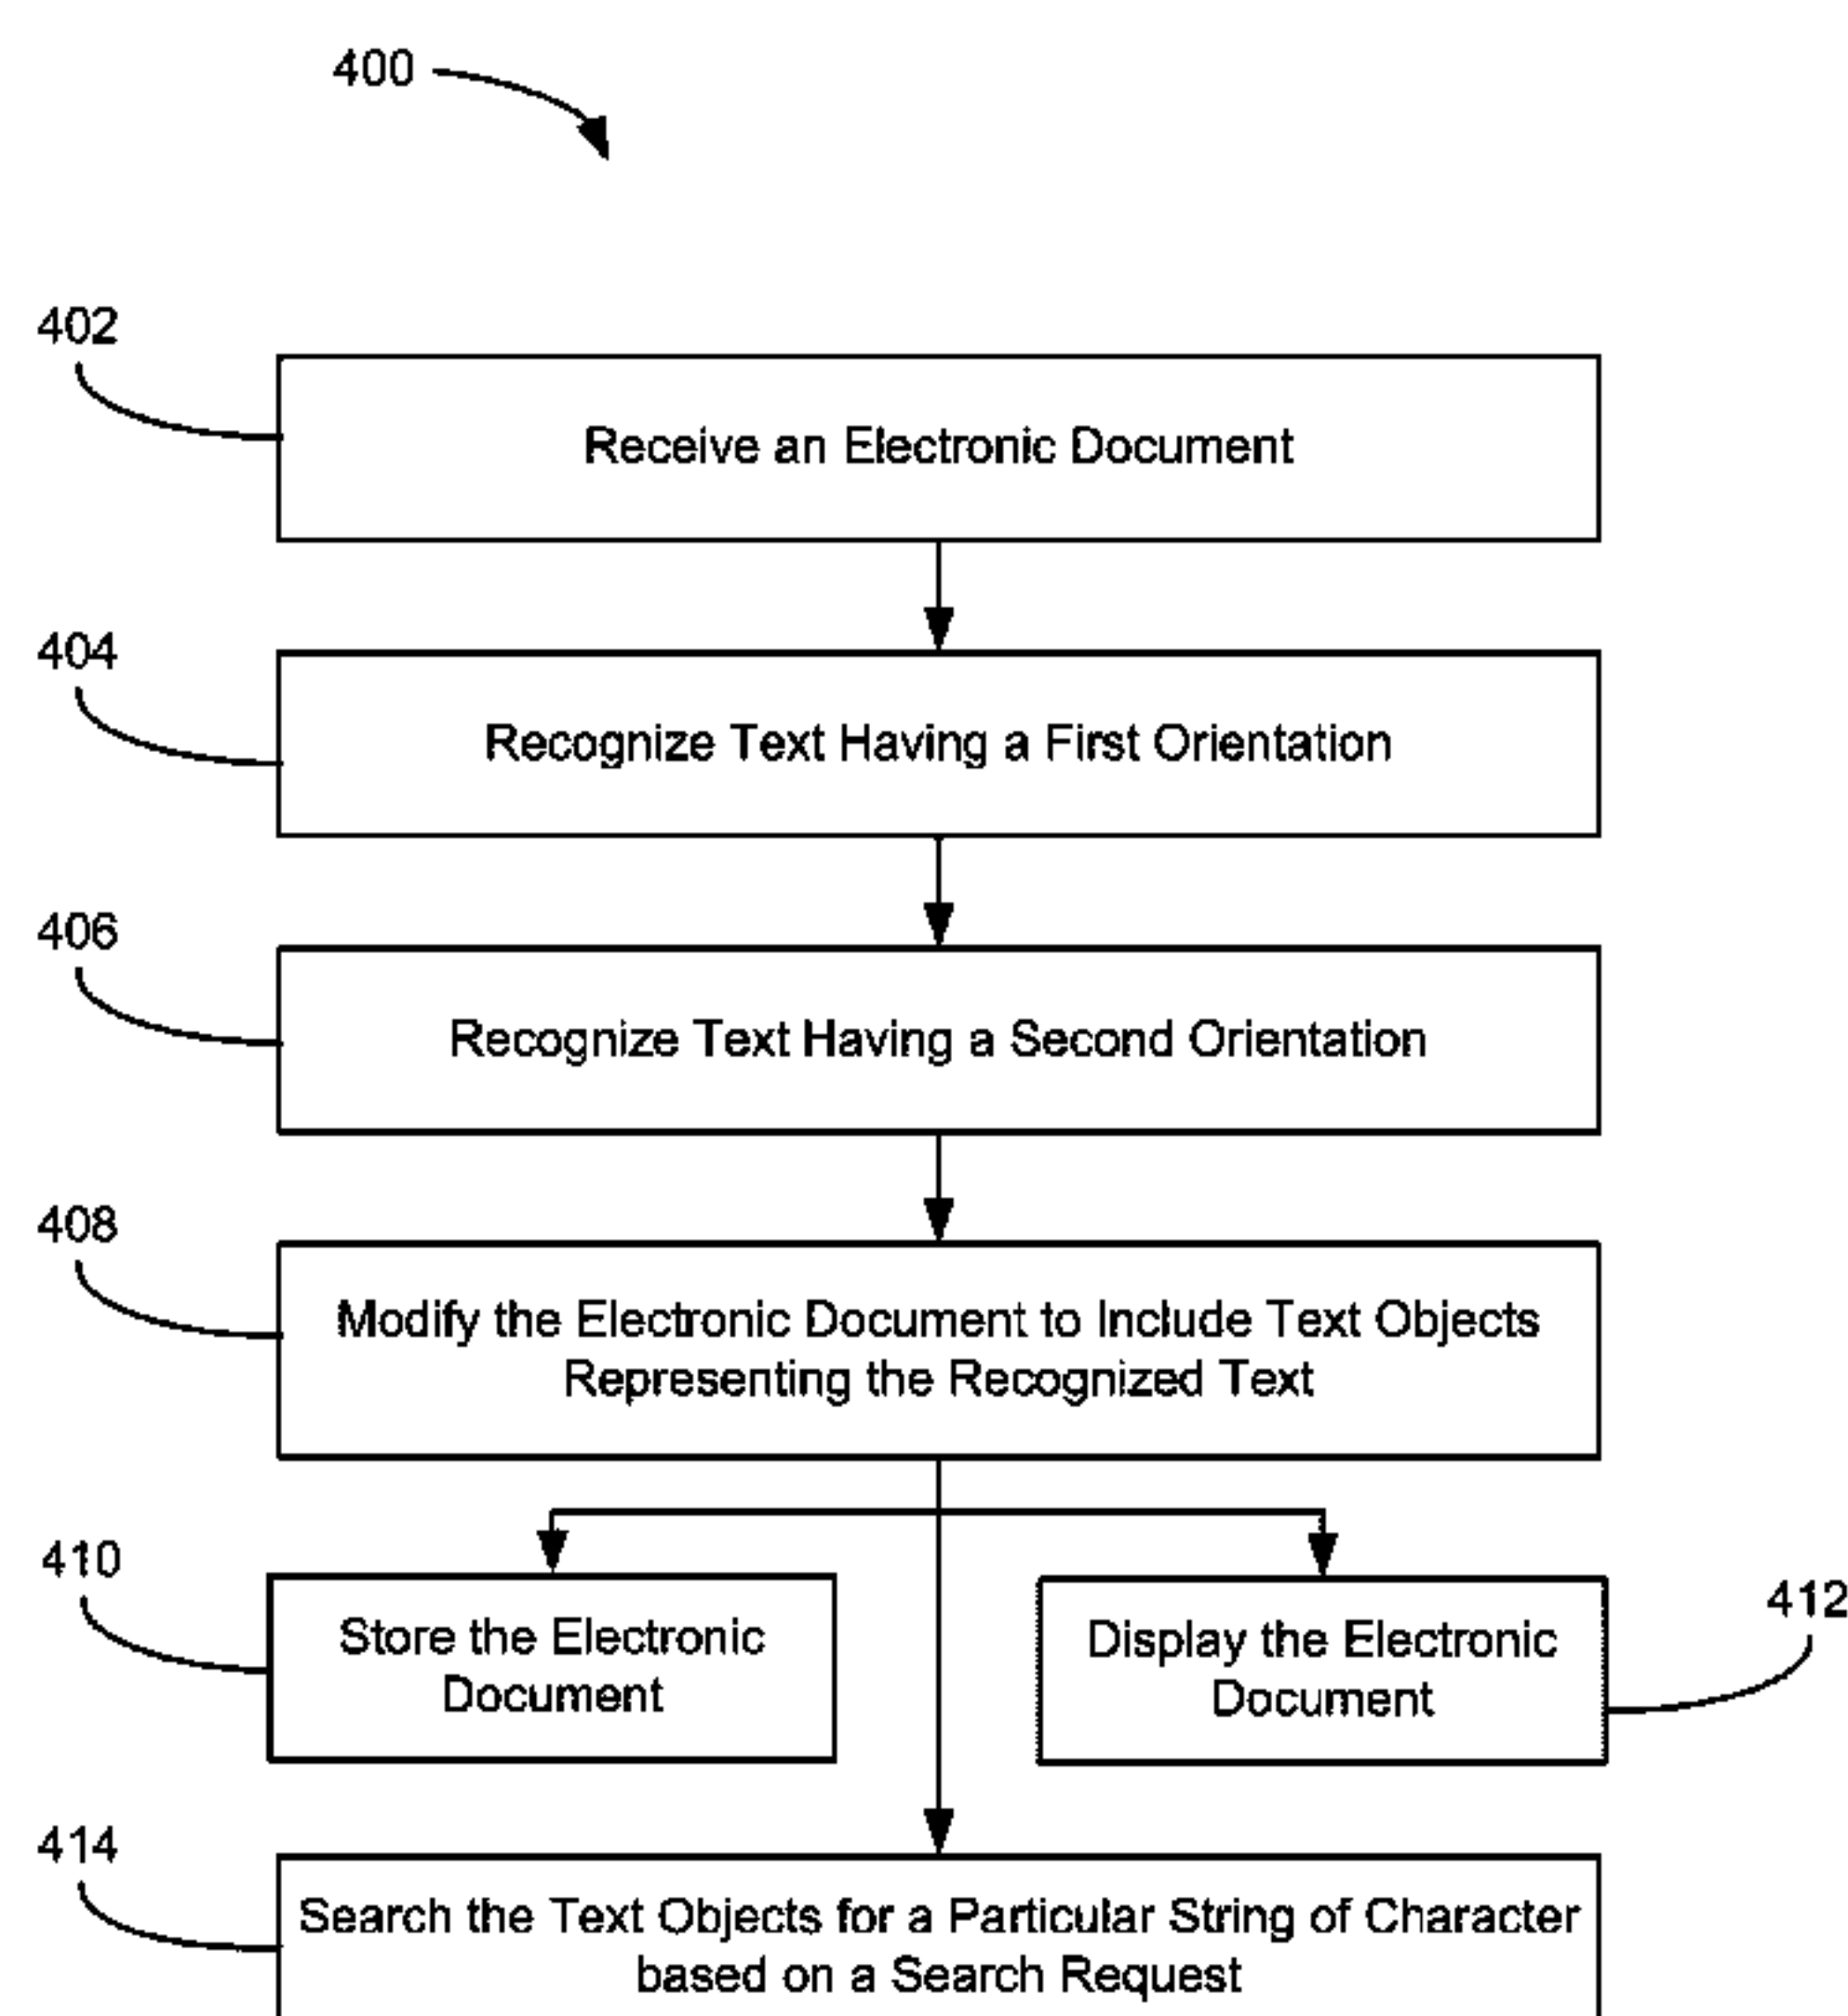 400
402
Receive an Electronic Document
404
Recognize Text Having a First Orientation
406
Recognize Text Having a Second Orientation
408
Modify the Electronic Document to Include Text Objects
Representing the Recognized Text
410
Store the Electronic
Document
Display the Electronic
Document
412
414
Search the Text Objects for a Particular String of Character
based on a Search Request